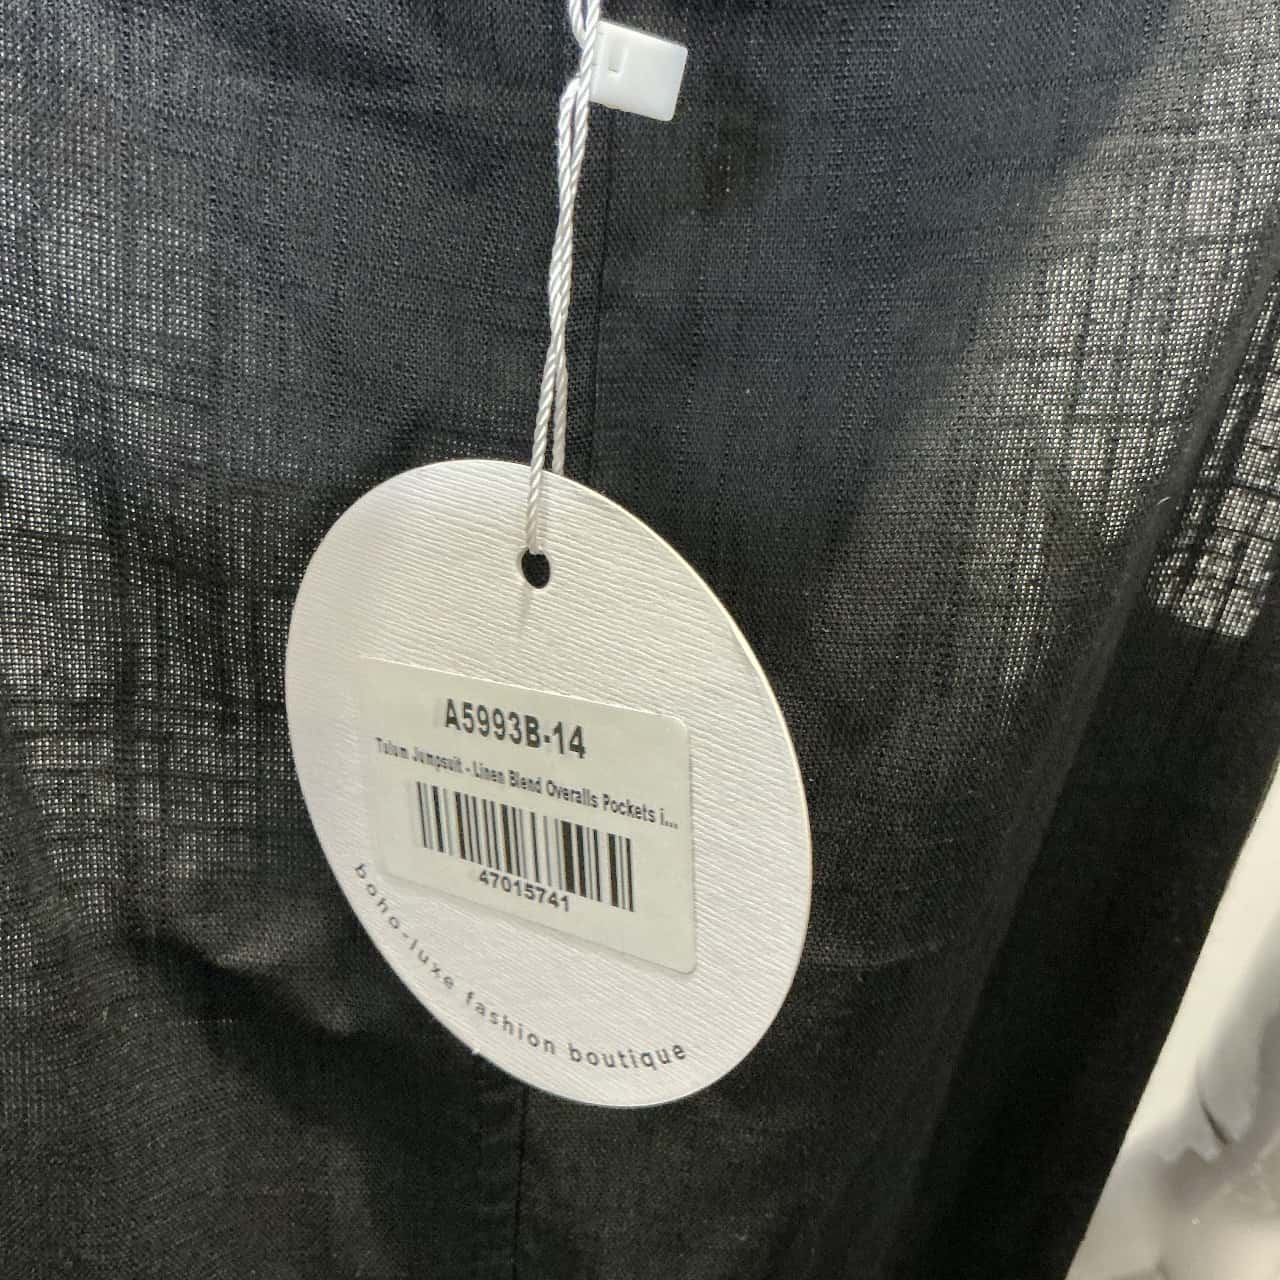 A5993B-14
Tulum Jumpsuit - Linen Blend Overalls Pockets i...
47015741
boho-luxe fashion boutique